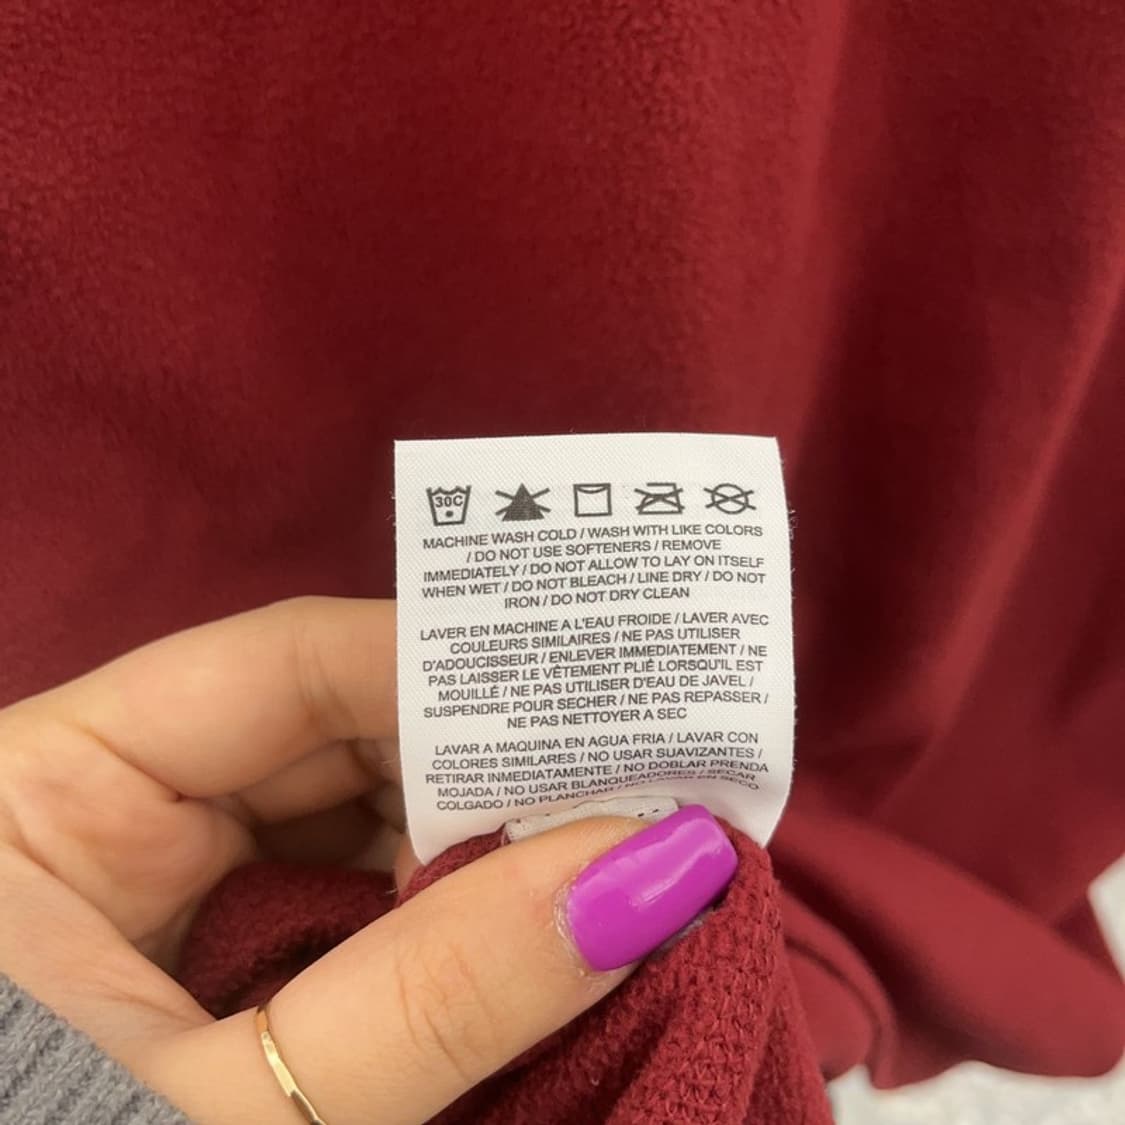 30C
MACHINE WASH COLD / WASH WITH LIKE COLORS
/ DO NOT USE SOFTENERS / REMOVE
IMMEDIATELY / DO NOT ALLOW TO LAY ON ITSELF
WHEN WET / DO NOT BLEACH / LINE DRY / DO NOT
IRON / DO NOT DRY CLEAN
LAVER EN MACHINE A L'EAU FROIDE / LAVER AVEC
COULEURS SIMILAIRES / NE PAS UTILISER
D'ADOUCISSEUR / ENLEVER IMMEDIATEMENT / NE
PAS LAISSER LE VÊTEMENT PLIÉ LORSQU'IL EST
MOUILLÉ / NE PAS UTILISER D'EAU DE JAVEL /
SUSPENDRE POUR SECHER / NE PAS REPASSER /
NE PAS NETTOYER A SEC
LAVAR A MAQUINA EN AGUA FRIA / LAVAR CON
COLORES SIMILARES / NO USAR SUAVIZANTES /
RETIRAR INMEDIATAMENTE / NO DOBLAR PRENDA
MOJADA / NO USAR BLANQUEADORES / SECAR
COLGADO / NO PLANCHAR / NO LAVAR EN SECO